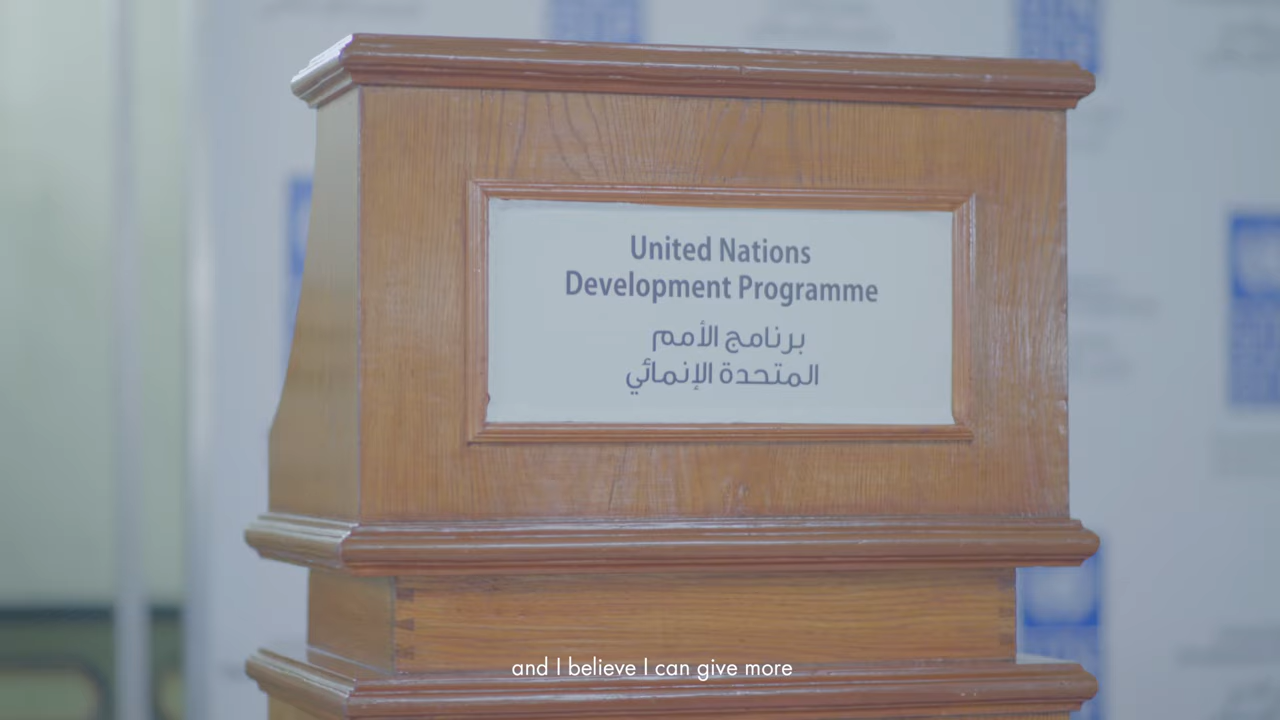 United Nations
Development Programme
برنامج الأمم
المتحدة الإنمائي
and I believe I can give more